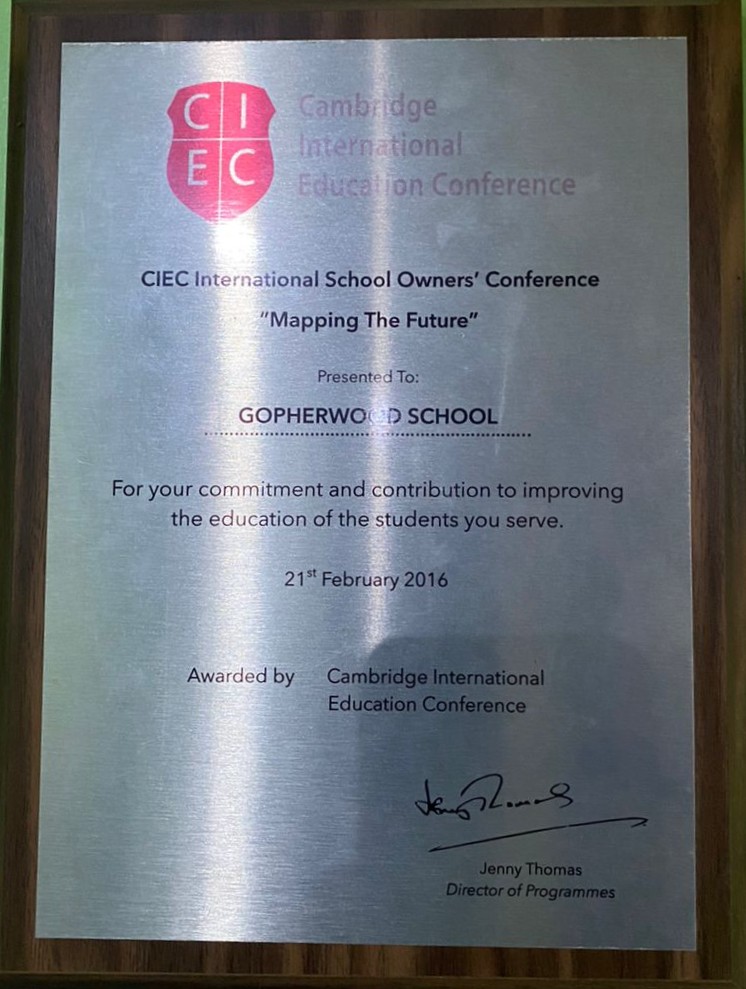 C I
E C
Cambridge
International
Education Conference
CIEC International School Owners' Conference
"Mapping The Future"
Presented To:
GOPHERWOOD SCHOOL
For your commitment and contribution to improving
the education of the students you serve.
21st February 2016
Awarded by Cambridge International
Education Conference
Jenny Thomas
Jenny Thomas
Director of Programmes